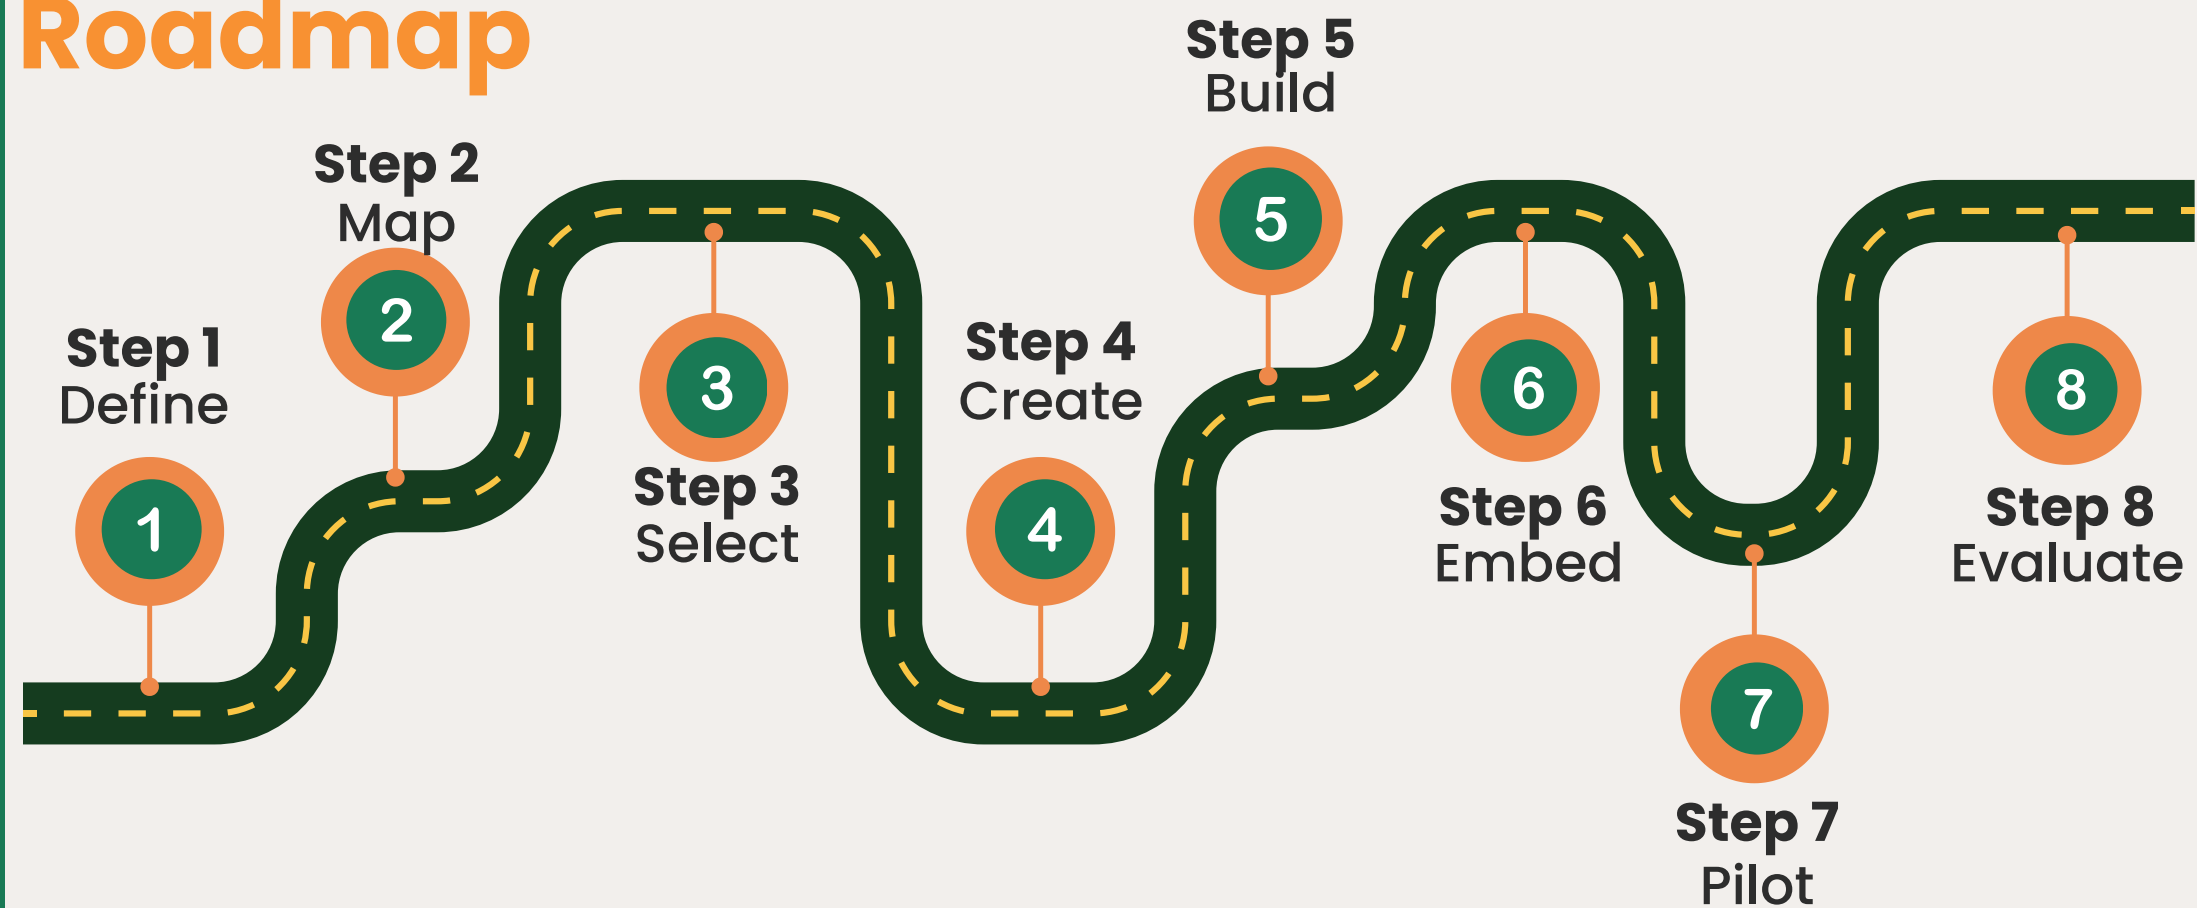 Roadmap
Step 1
Define
1
Step 2
Map
2
3
Step 3
Select
Step 4
Create
4
Step 5
Build
5
6
Step 6
Embed
7
Step 7
Pilot
8
Step 8
Evaluate